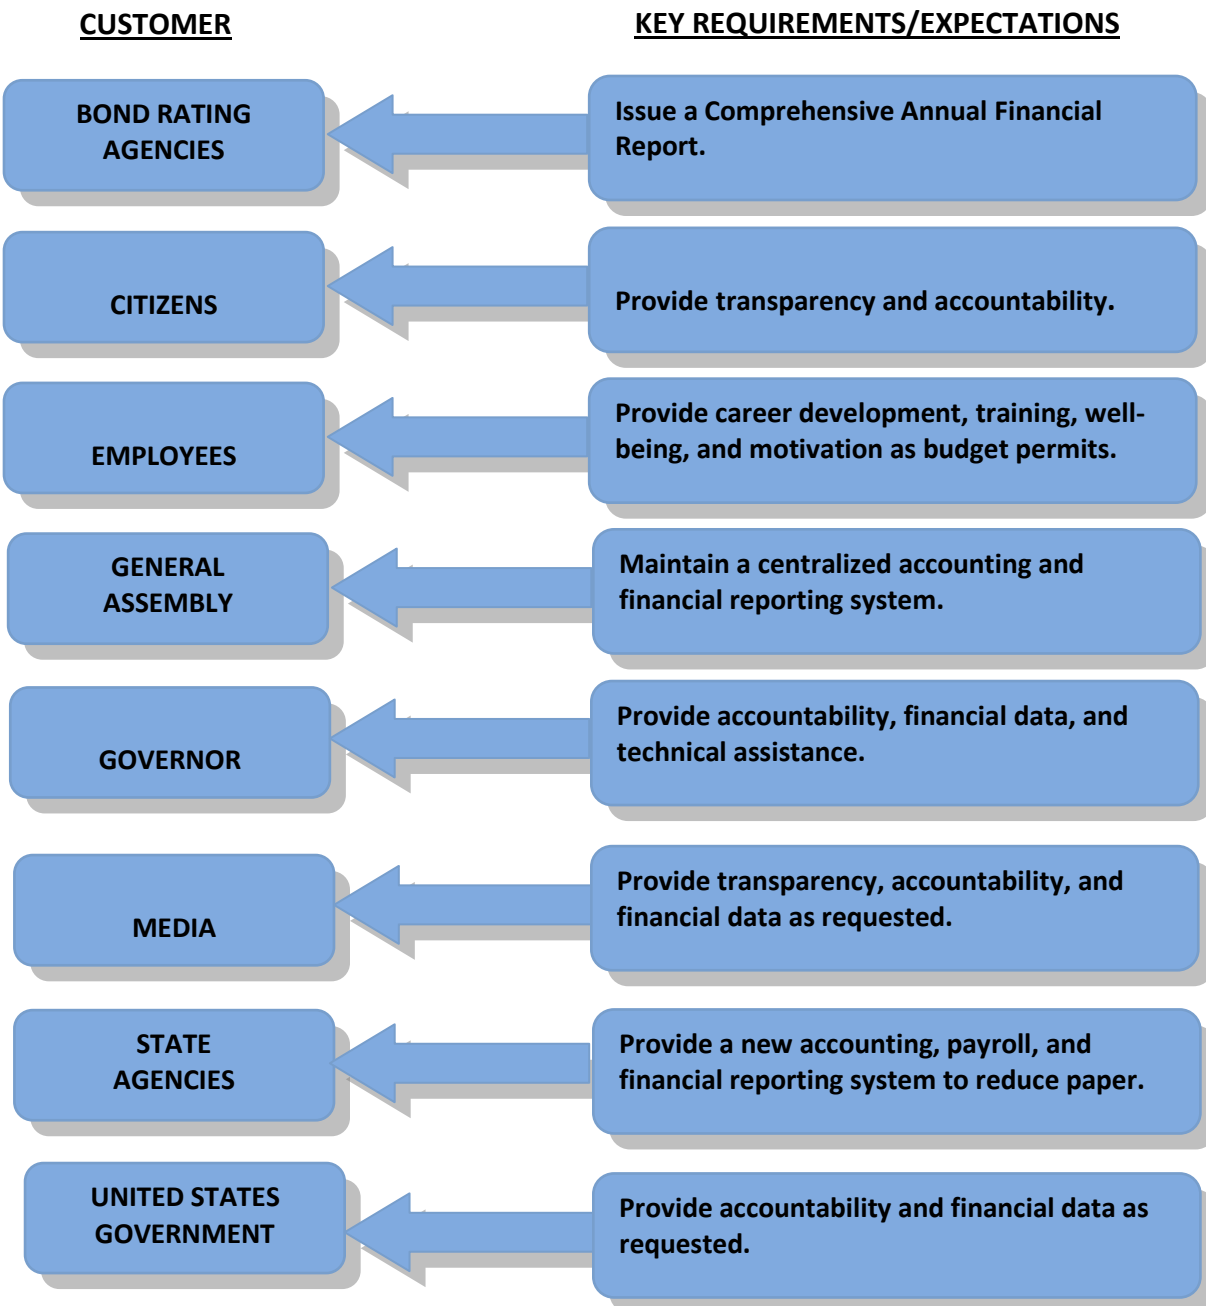 CUSTOMER
KEY REQUIREMENTS/EXPECTATIONS
BOND RATING
AGENCIES
Issue a Comprehensive Annual Financial
Report.
CITIZENS
Provide transparency and accountability.
EMPLOYEES
Provide career development, training, well-
being, and motivation as budget permits.
GENERAL
ASSEMBLY
Maintain a centralized accounting and
financial reporting system.
GOVERNOR
Provide accountability, financial data, and
technical assistance.
MEDIA
Provide transparency, accountability, and
financial data as requested.
STATE
AGENCIES
Provide a new accounting, payroll, and
financial reporting system to reduce paper.
UNITED STATES
GOVERNMENT
Provide accountability and financial data as
requested.